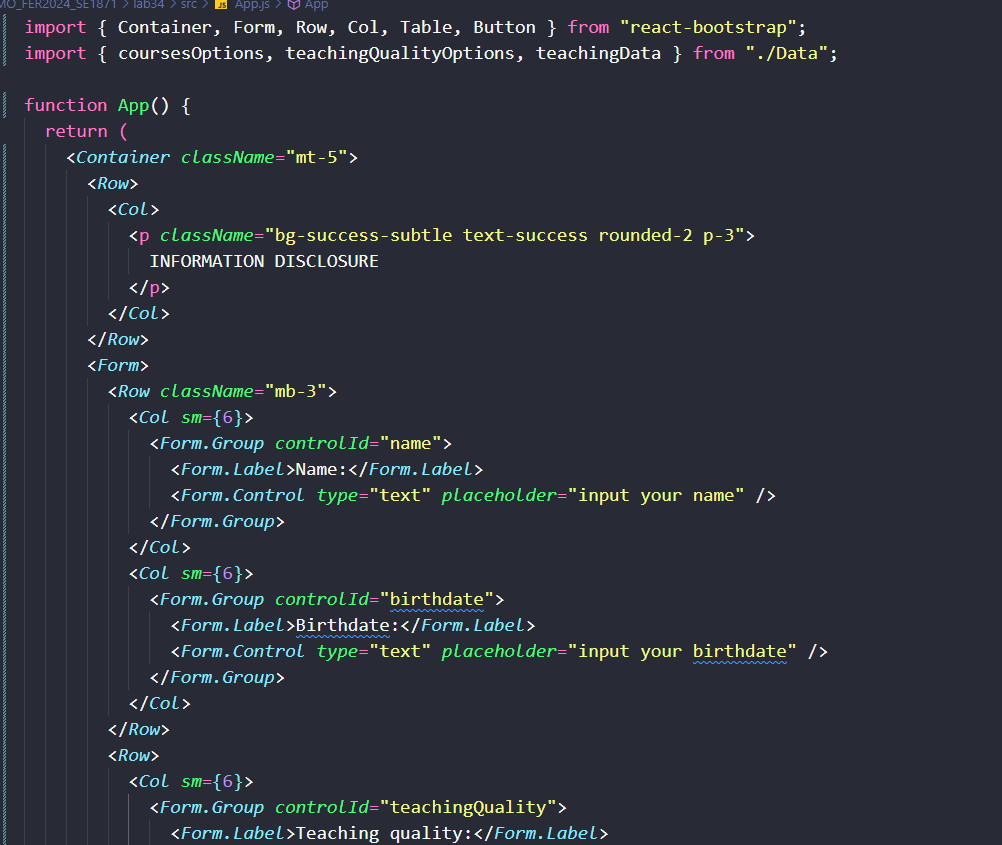 MO_FER2024_SE1871 > lab34 > src > JS App.js > App
import { Container, Form, Row, Col, Table, Button } from "react-bootstrap";
import { coursesOptions, teachingQualityOptions, teachingData } from "./Data";
function App() {
return (
<Container className="mt-5">
<Row>
<Col>
<p className="bg-success-subtle text-success rounded-2 p-3">
INFORMATION DISCLOSURE
</p>
</Col>
</Row>
<Form>
<Row className="mb-3">
<Col sm={6}>
<Form.Group controlId="name">
<Form.Label>Name:</Form.Label>
<Form.Control type="text" placeholder="input your name" />
</Form.Group>
</Col>
<Col sm={6}>
<Form.Group controlId="birthdate">
<Form.Label>Birthdate:</Form.Label>
<Form.Control type="text" placeholder="input your birthdate" />
</Form.Group>
</Col>
</Row>
<Row>
<Col sm={6}>
<Form.Group controlId="teachingQuality">
<Form.Label>Teaching quality:</Form.Label>